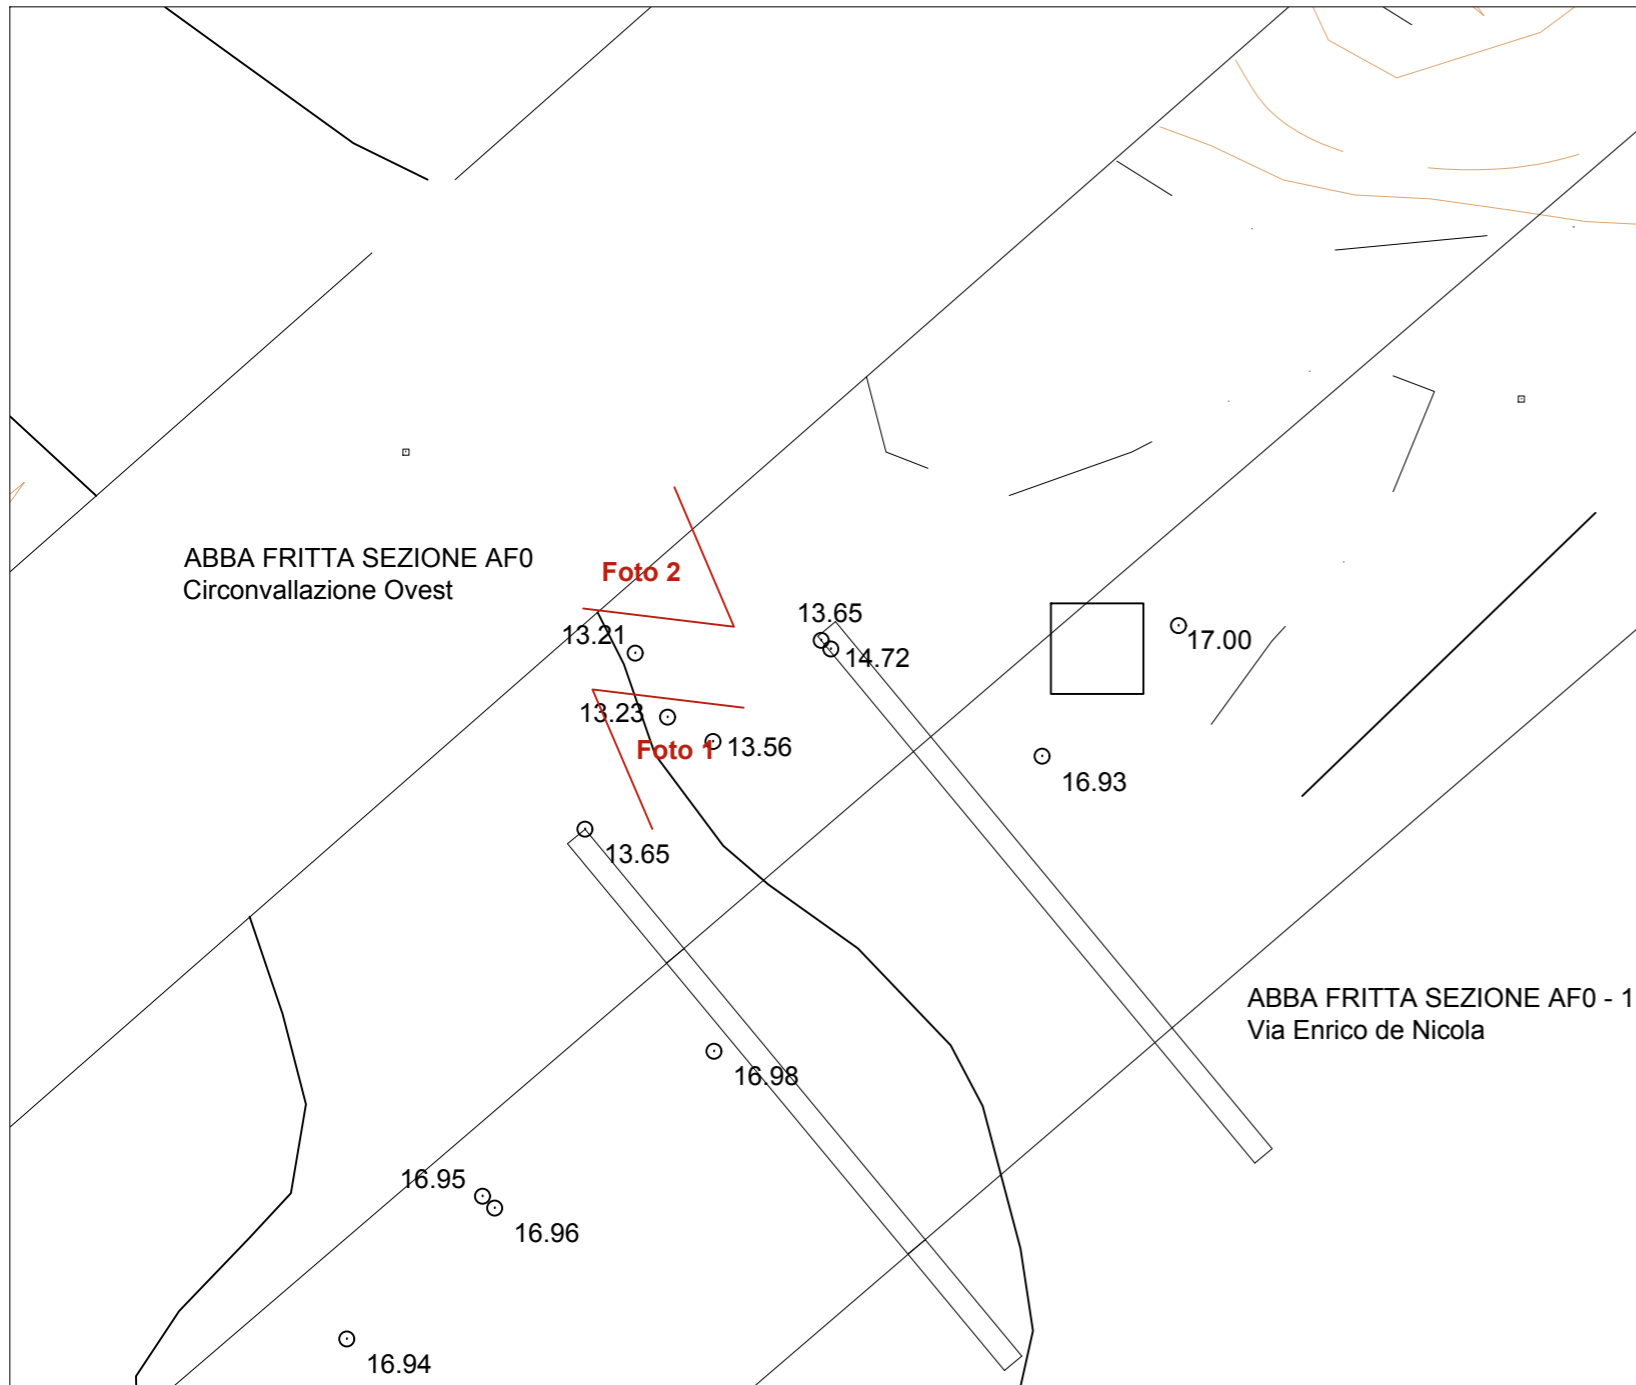 ABBA FRITTA SEZIONE AF0
Circonvallazione Ovest
Foto 2
13.21
13.65
14.72
17.00
13.23
Foto 1
13.56
16.93
13.65
ABBA FRITTA SEZIONE AF0 - 1
Via Enrico de Nicola
16.98
16.95
16.96
16.94